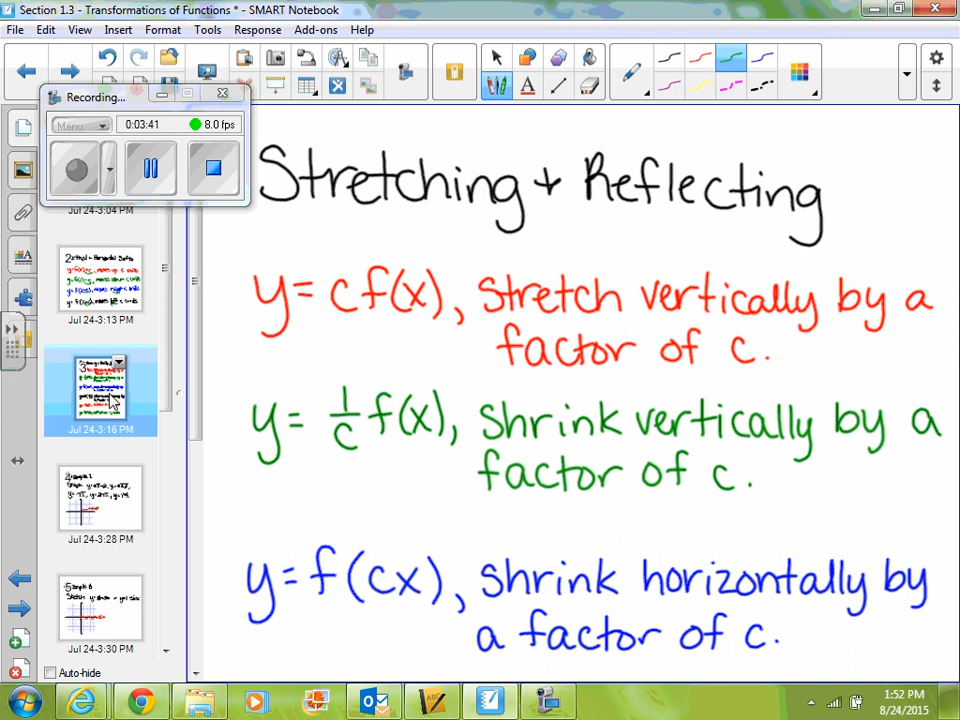 Section 1.3 - Transformations of Functions * - SMART Notebook
File Edit View Insert Format Tools Response Add-ons Help
Recording...
Menu 0:03:41 8.0 fps
Stretching + Reflecting
y= cf(x), stretch vertically by a
factor of c.
y= 1/c f(x), shrink vertically by a
factor of c.
y= f(cx), shrink horizontally by
a factor of c.
Jul 24-3:04 PM
Jul 24-3:13 PM
Jul 24-3:16 PM
Jul 24-3:28 PM
Jul 24-3:30 PM
Auto-hide
1:52 PM
8/24/2015